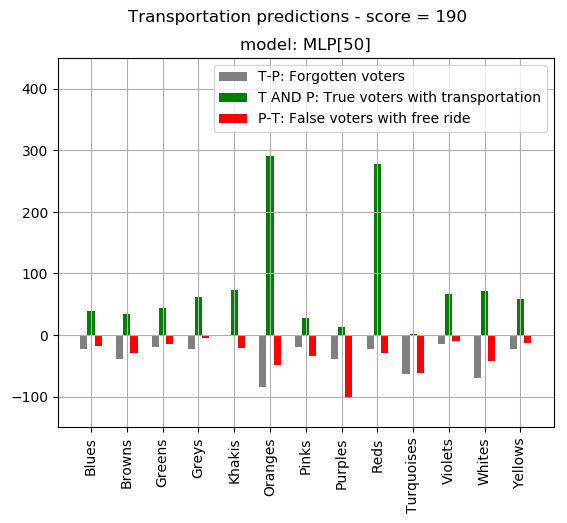 Transportation predictions - score = 190
model: MLP[50]
T-P: Forgotten voters
T AND P: True voters with transportation
P-T: False voters with free ride
400
300
200
100
0
−100
Blues
Browns
Greens
Greys
Khakis
Oranges
Pinks
Purples
Reds
Turquoises
Violets
Whites
Yellows